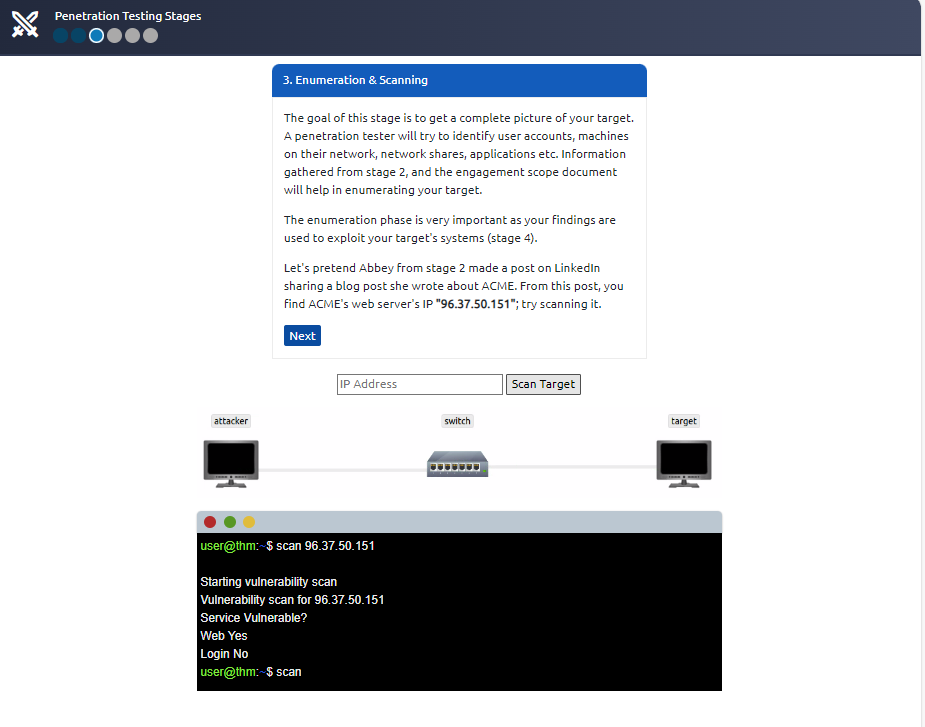 Penetration Testing Stages
3. Enumeration & Scanning
The goal of this stage is to get a complete picture of your target.
A penetration tester will try to identify user accounts, machines
on their network, network shares, applications etc. Information
gathered from stage 2, and the engagement scope document
will help in enumerating your target.
The enumeration phase is very important as your findings are
used to exploit your target's systems (stage 4).
Let's pretend Abbey from stage 2 made a post on LinkedIn
sharing a blog post she wrote about ACME. From this post, you
find ACME's web server's IP "96.37.50.151"; try scanning it.
Next
IP Address Scan Target
attacker switch target
user@thm:~$ scan 96.37.50.151
Starting vulnerability scan
Vulnerability scan for 96.37.50.151
Service Vulnerable?
Web Yes
Login No
user@thm:~$ scan